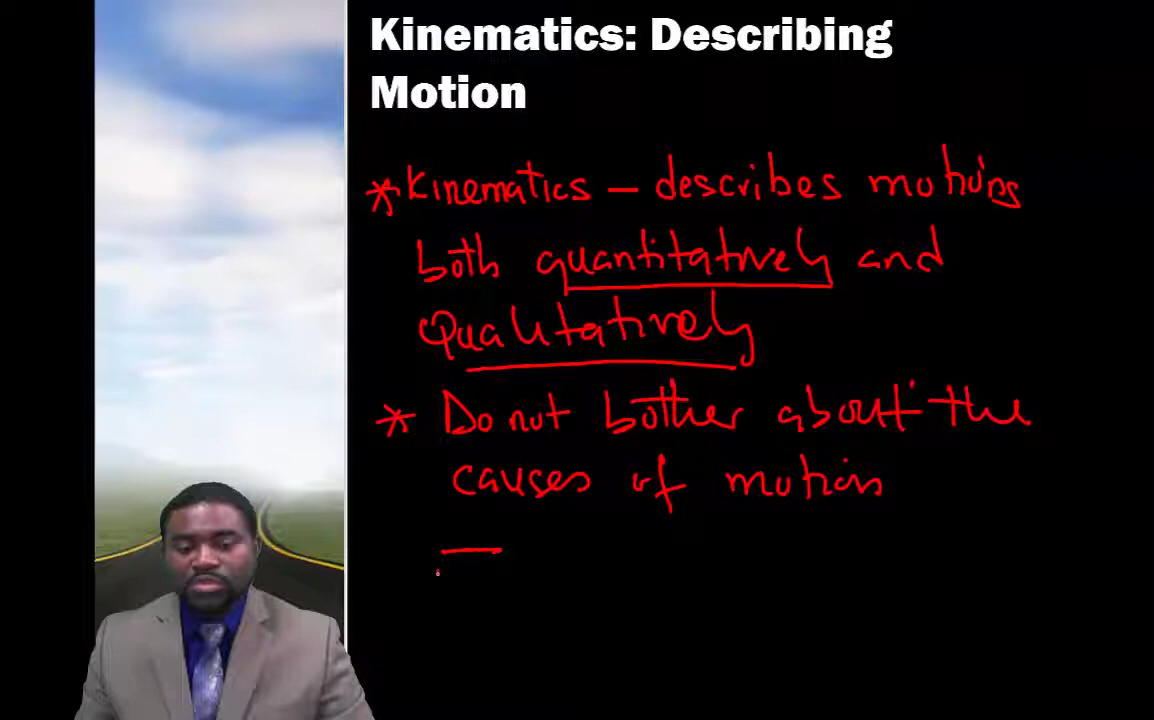 Kinematics: Describing
Motion
* Kinematics – describes motions
both quantitatively and
Qualitatively
* Do not bother about the
causes of motion